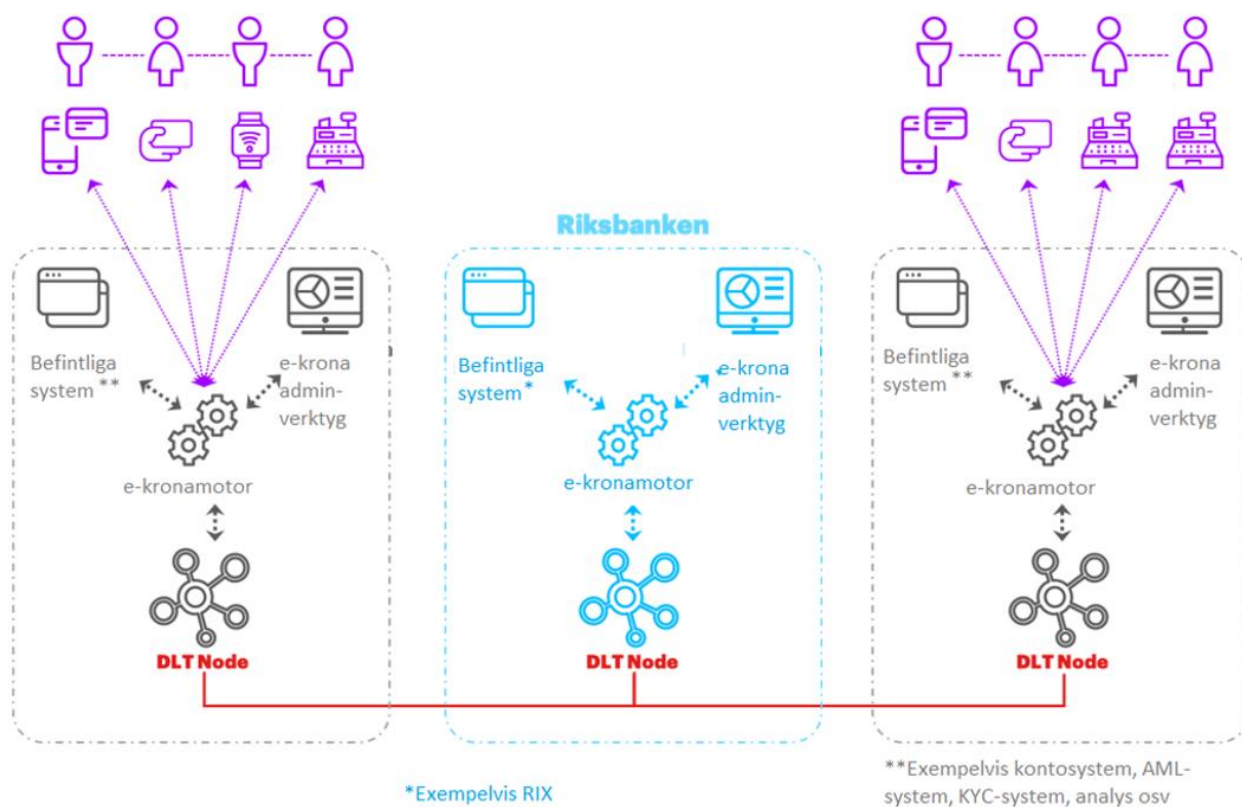 Riksbanken
Befintliga
system **
e-krona
admin-
verktyg
e-kronamotor
DLT Node
Befintliga
system *
e-krona
admin-
verktyg
e-kronamotor
DLT Node
Befintliga
system **
e-krona
admin-
verktyg
e-kronamotor
DLT Node
*Exempelvis RIX
**Exempelvis kontosystem, AML-
system, KYC-system, analys osv